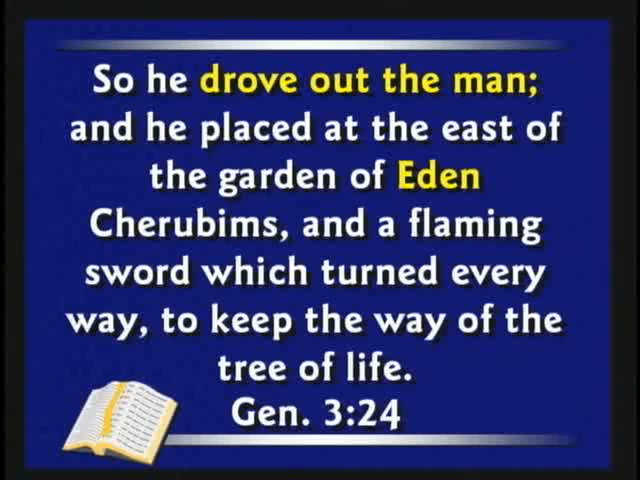 So he drove out the man;
and he placed at the east of
the garden of Eden
Cherubims, and a flaming
sword which turned every
way, to keep the way of the
tree of life.
Gen. 3:24